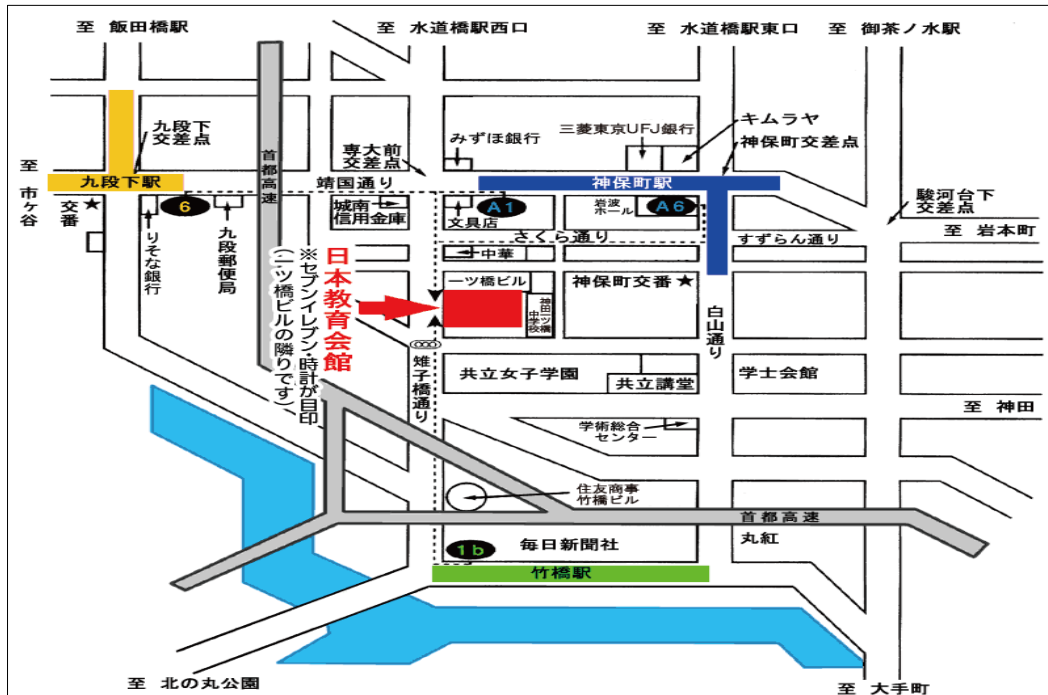 至 飯田橋駅
至 水道橋駅西口
至 水道橋駅東口
至 御茶ノ水駅
九段下
交差点
首都高速
専大前
交差点
みずほ銀行
三菱東京UFJ銀行
キムラヤ
神保町交差点
至 市ヶ谷
九段下駅
靖国通り
神保町駅
駿河台下
交差点
交番★
6
城南
信用金庫
A1
文具店
岩波
ホール
A6
至 岩本町
りそな銀行
九段郵便局
さくら通り
すずらん通り
中華
日本教育会館
※セブンイレブン・時計が目印
(一ツ橋ビルの隣りです)
一ツ橋ビル
神田一ツ橋
中学校
神保町交番★
白山通り
雉子橋通り
共立女子学園
共立講堂
学士会館
至 神田
学術総合
センター
住友商事
竹橋ビル
首都高速
1b
毎日新聞社
丸紅
竹橋駅
至 北の丸公園
至 大手町